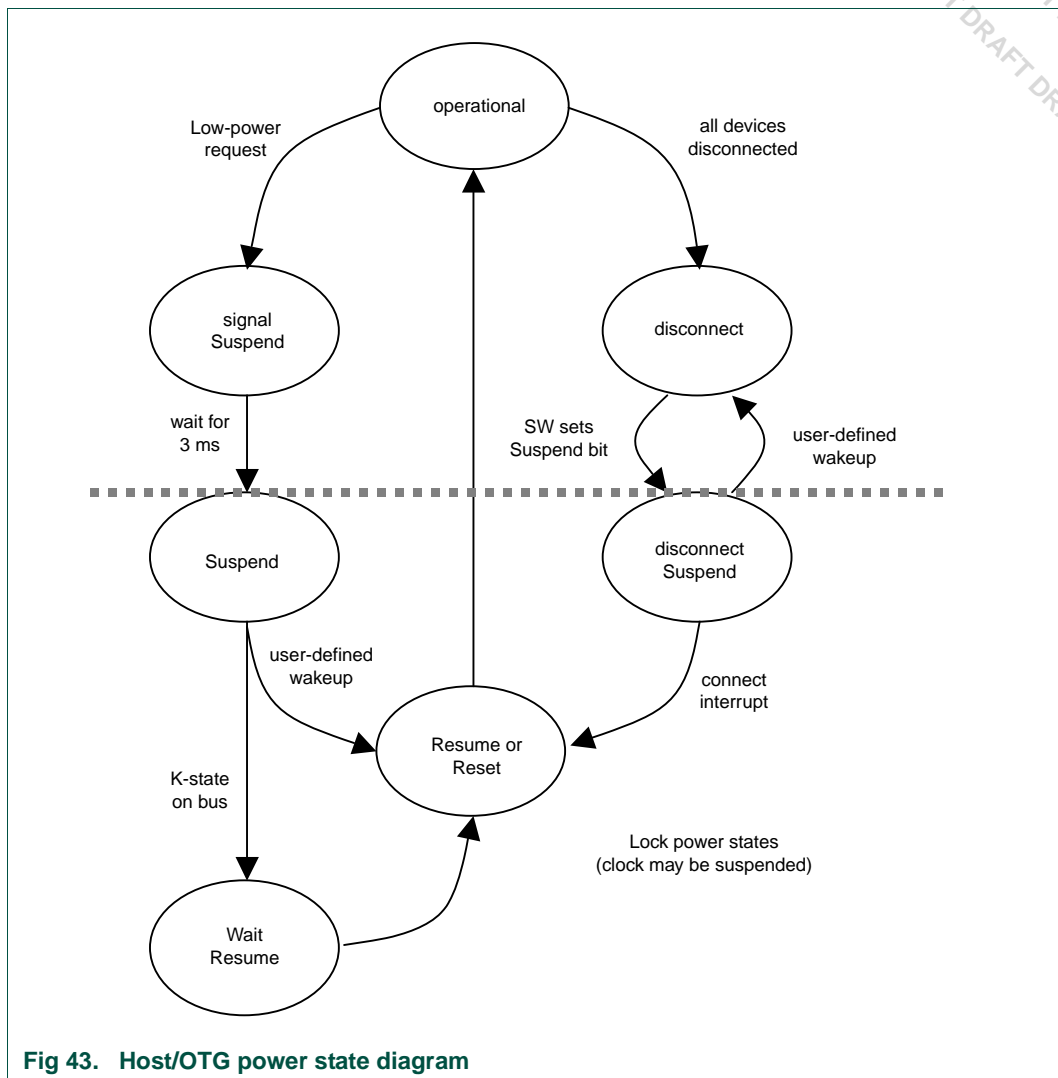 DRAFT
operational
Low-power
request
all devices
disconnected
signal
Suspend
disconnect
wait for
3 ms
SW sets
Suspend bit
user-defined
wakeup
Suspend
disconnect
Suspend
user-defined
wakeup
connect
interrupt
Resume or
Reset
K-state
on bus
Lock power states
(clock may be suspended)
Wait
Resume
Fig 43. Host/OTG power state diagram